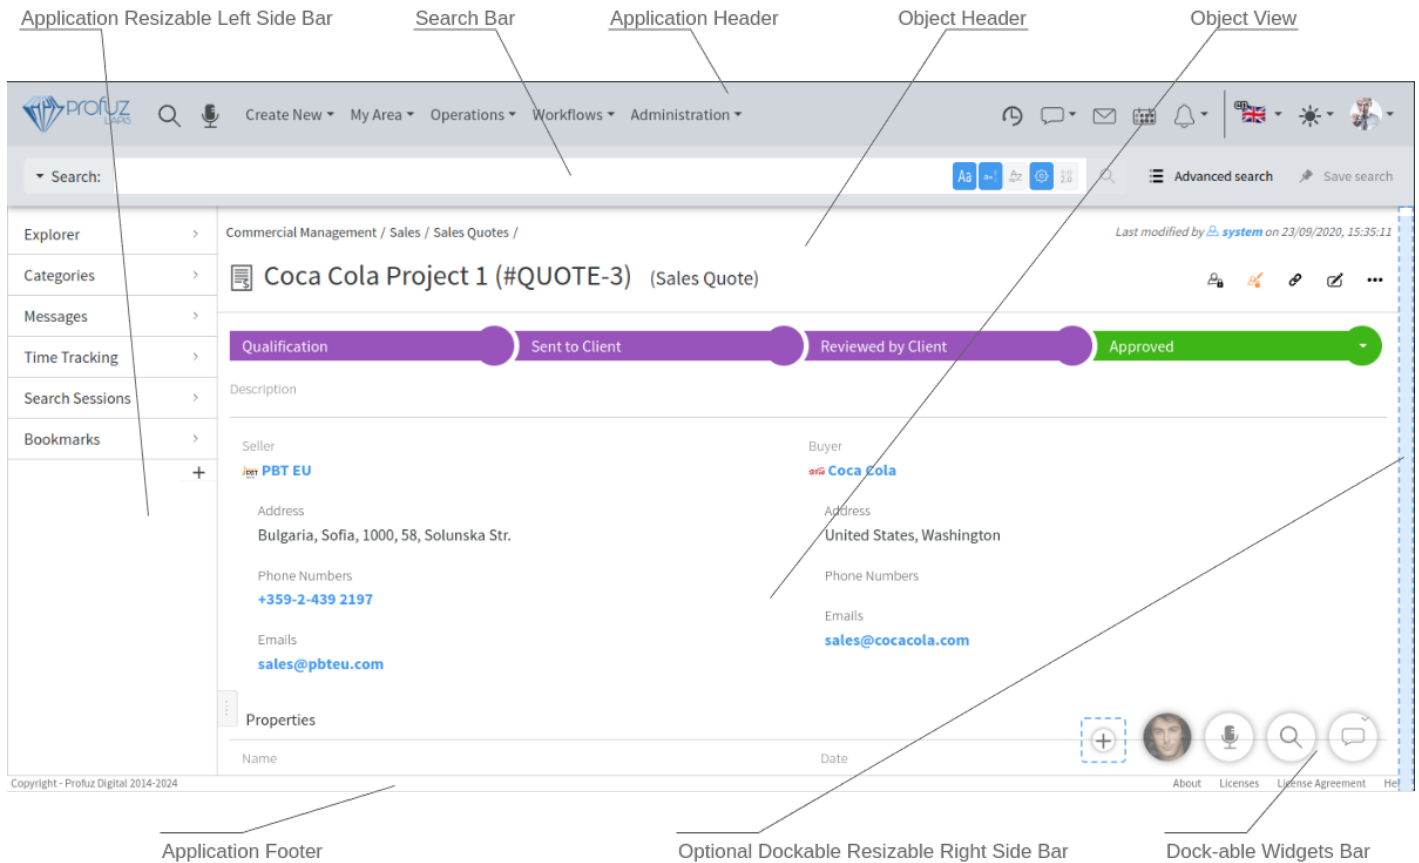 Application Resizable Left Side Bar
Search Bar
Application Header
Object Header
Object View
PROFUZ
LABS
Create New
My Area
Operations
Workflows
Administration
Search:
Aa
Advanced search
Save search
Explorer
Categories
Messages
Time Tracking
Search Sessions
Bookmarks
Commercial Management / Sales / Sales Quotes /
Last modified by system on 23/09/2020, 15:35:11
Coca Cola Project 1 (#QUOTE-3) (Sales Quote)
Qualification
Sent to Client
Reviewed by Client
Approved
Description
Seller
PBT EU
Address
Bulgaria, Sofia, 1000, 58, Solunska Str.
Phone Numbers
+359-2-439 2197
Emails
sales@pbteu.com
Buyer
Coca Cola
Address
United States, Washington
Phone Numbers
Emails
sales@cocacola.com
Properties
Name
Date
Copyright - Profuz Digital 2014-2024
About
Licenses
License Agreement
Application Footer
Optional Dockable Resizable Right Side Bar
Dock-able Widgets Bar